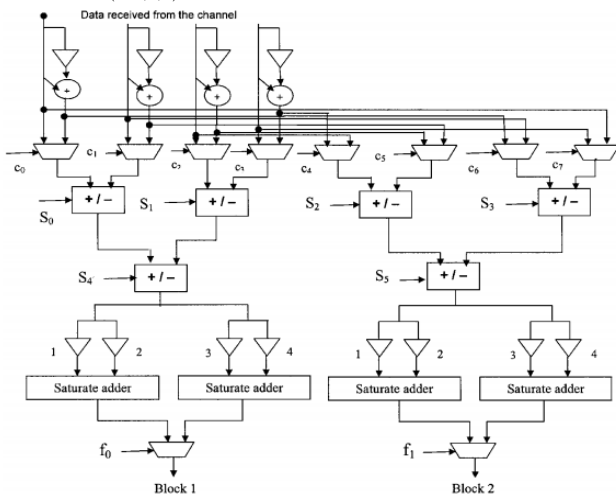 Data received from the channel
+ + + +
c0 c1 c2 c3 c4 c5 c6 c7
+ / − + / − + / − + / −
S0 S1 S2 S3
+ / − + / −
S4 S5
1 2 3 4 1 2 3 4
Saturate adder Saturate adder Saturate adder Saturate adder
f0 f1
Block 1 Block 2